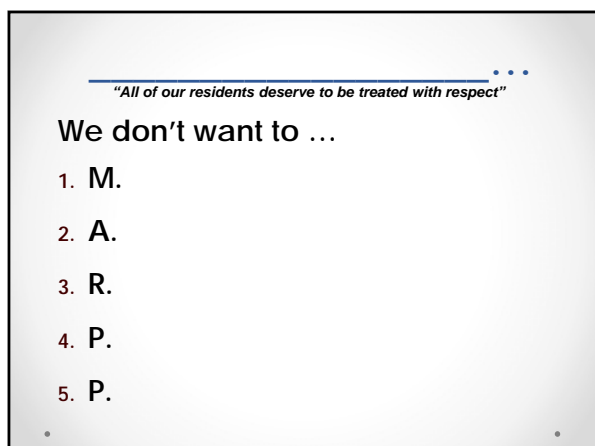 ___________________________...
“All of our residents deserve to be treated with respect”
We don’t want to …
1. M.
2. A.
3. R.
4. P.
5. P.